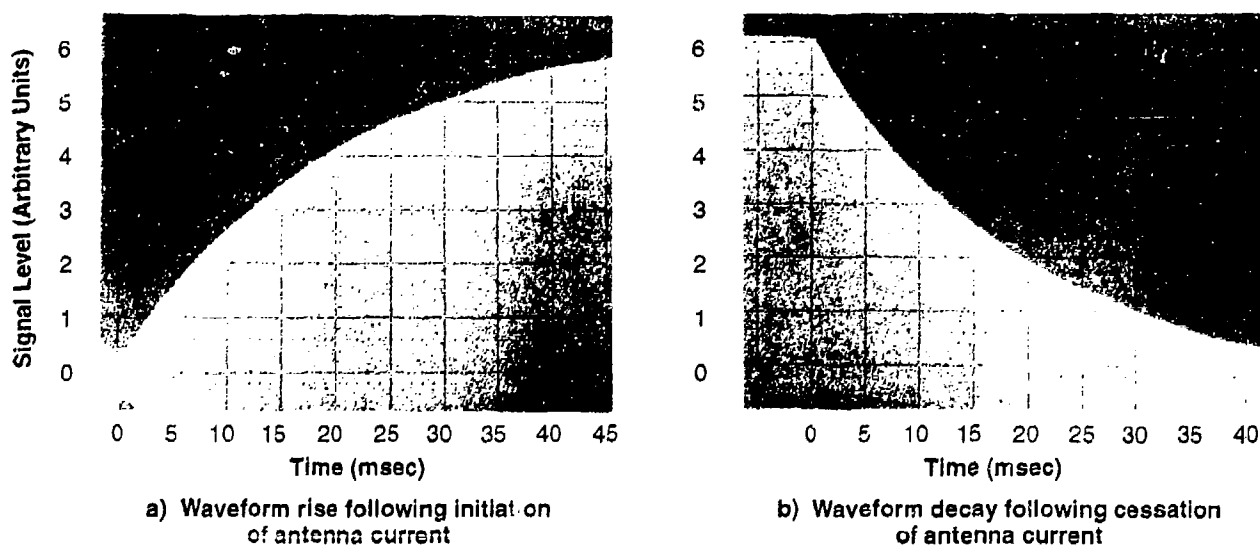 Signal Level (Arbitrary Units)
6
5
4
3
2
1
0
0 5 10 15 20 25 30 35 40 45
Time (msec)
a) Waveform rise following initiat on
of antenna current
6
5
4
3
2
1
0
0 5 10 15 20 25 30 35 40
Time (msec)
b) Waveform decay following cessation
of antenna current